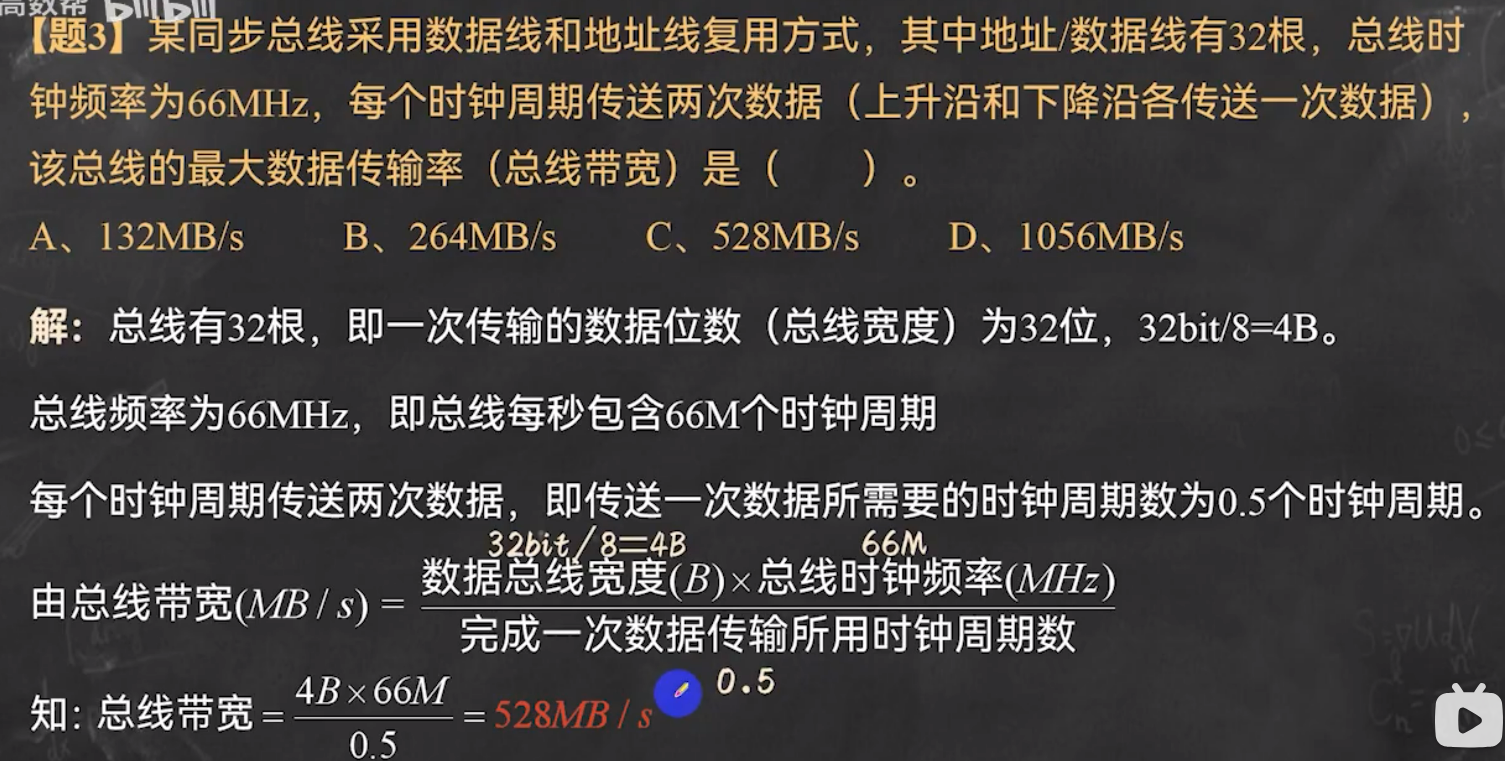 高数帮 bilibili
【题3】某同步总线采用数据线和地址线复用方式，其中地址/数据线有32根，总线时
钟频率为66MHz，每个时钟周期传送两次数据（上升沿和下降沿各传送一次数据），
该总线的最大数据传输率（总线带宽）是（　　）。
A、132MB/s　B、264MB/s　C、528MB/s　D、1056MB/s
解：总线有32根，即一次传输的数据位数（总线宽度）为32位，32bit/8=4B。
总线频率为66MHz，即总线每秒包含66M个时钟周期
每个时钟周期传送两次数据，即传送一次数据所需要的时钟周期数为0.5个时钟周期。
32bit/8=4B　66M
数据总线宽度(B)×总线时钟频率(MHz)
由总线带宽(MB / s) =
完成一次数据传输所用时钟周期数
0.5
4B×66M
知: 总线带宽 = = 528MB / s
0.5